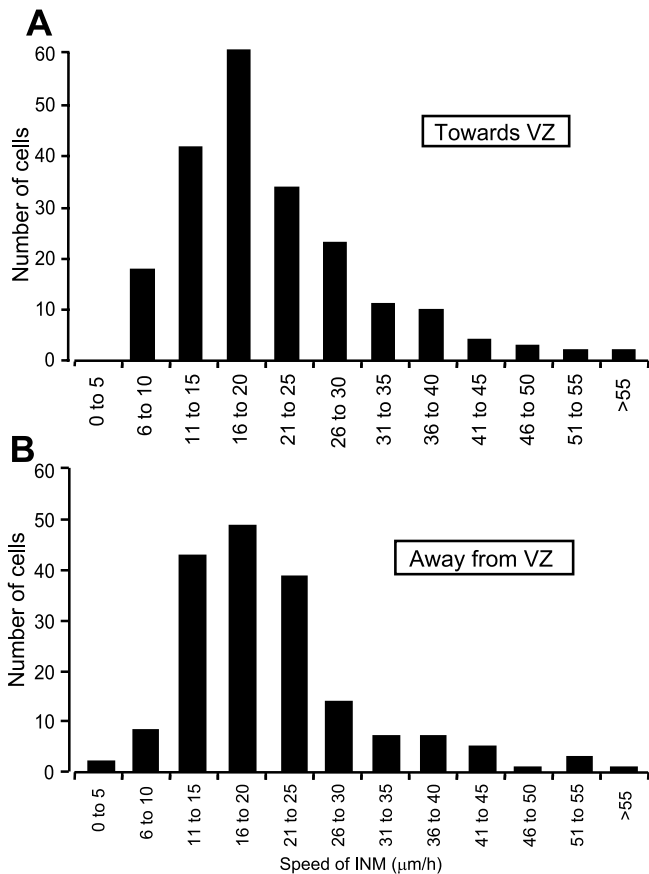 A
Number of cells
60
50
40
30
20
10
0
Towards VZ
0 to 5
6 to 10
11 to 15
16 to 20
21 to 25
26 to 30
31 to 35
36 to 40
41 to 45
46 to 50
51 to 55
>55
B
Number of cells
60
50
40
30
20
10
0
Away from VZ
0 to 5
6 to 10
11 to 15
16 to 20
21 to 25
26 to 30
31 to 35
36 to 40
41 to 45
46 to 50
51 to 55
>55
Speed of INM (μm/h)